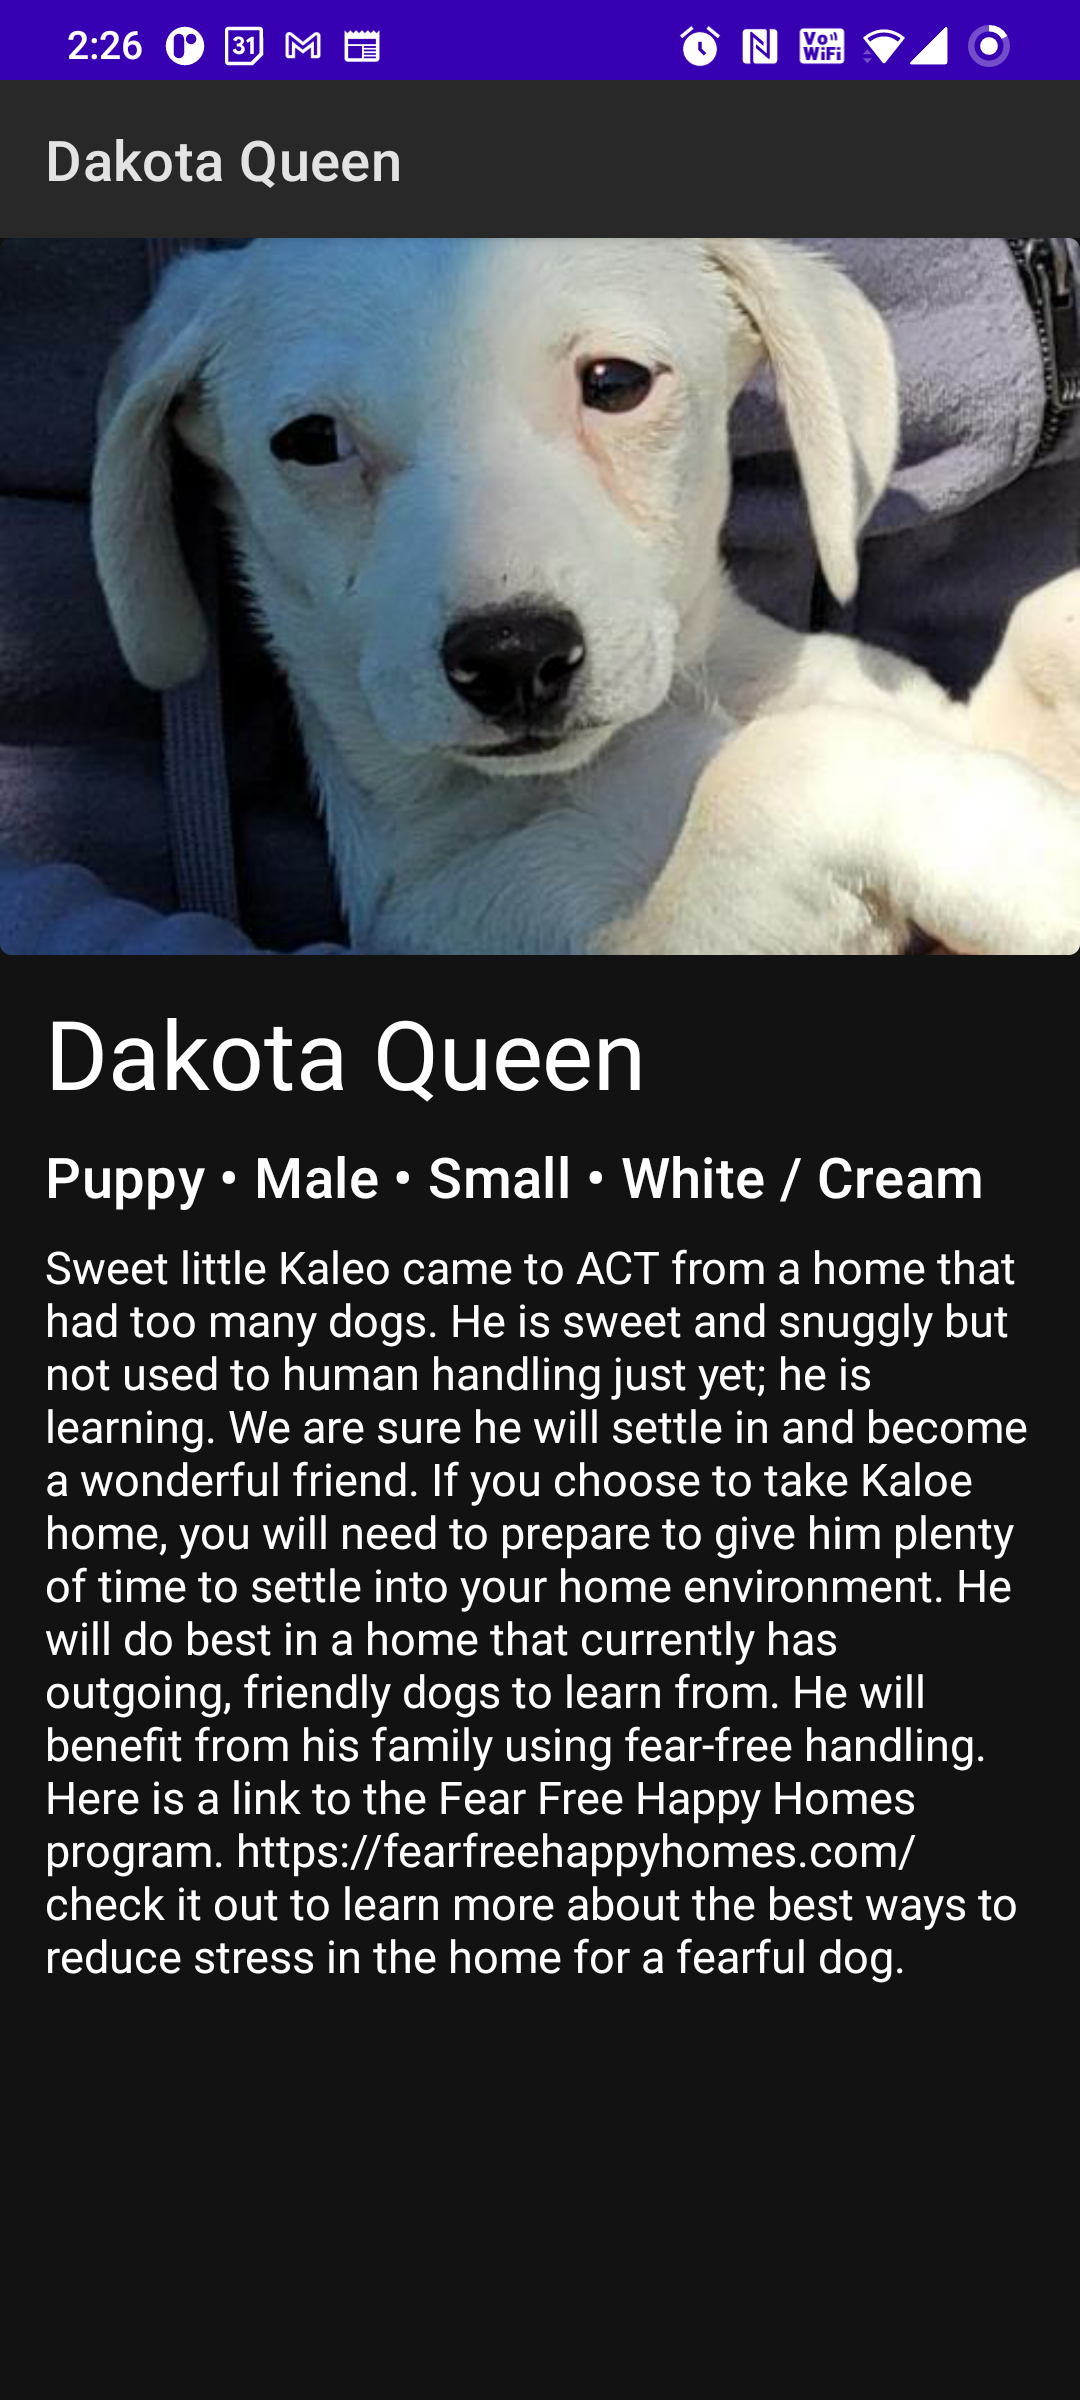 2:26 31
Vo WiFi
Dakota Queen
Dakota Queen
Puppy • Male • Small • White / Cream
Sweet little Kaleo came to ACT from a home that
had too many dogs. He is sweet and snuggly but
not used to human handling just yet; he is
learning. We are sure he will settle in and become
a wonderful friend. If you choose to take Kaloe
home, you will need to prepare to give him plenty
of time to settle into your home environment. He
will do best in a home that currently has
outgoing, friendly dogs to learn from. He will
benefit from his family using fear-free handling.
Here is a link to the Fear Free Happy Homes
program. https://fearfreehappyhomes.com/
check it out to learn more about the best ways to
reduce stress in the home for a fearful dog.